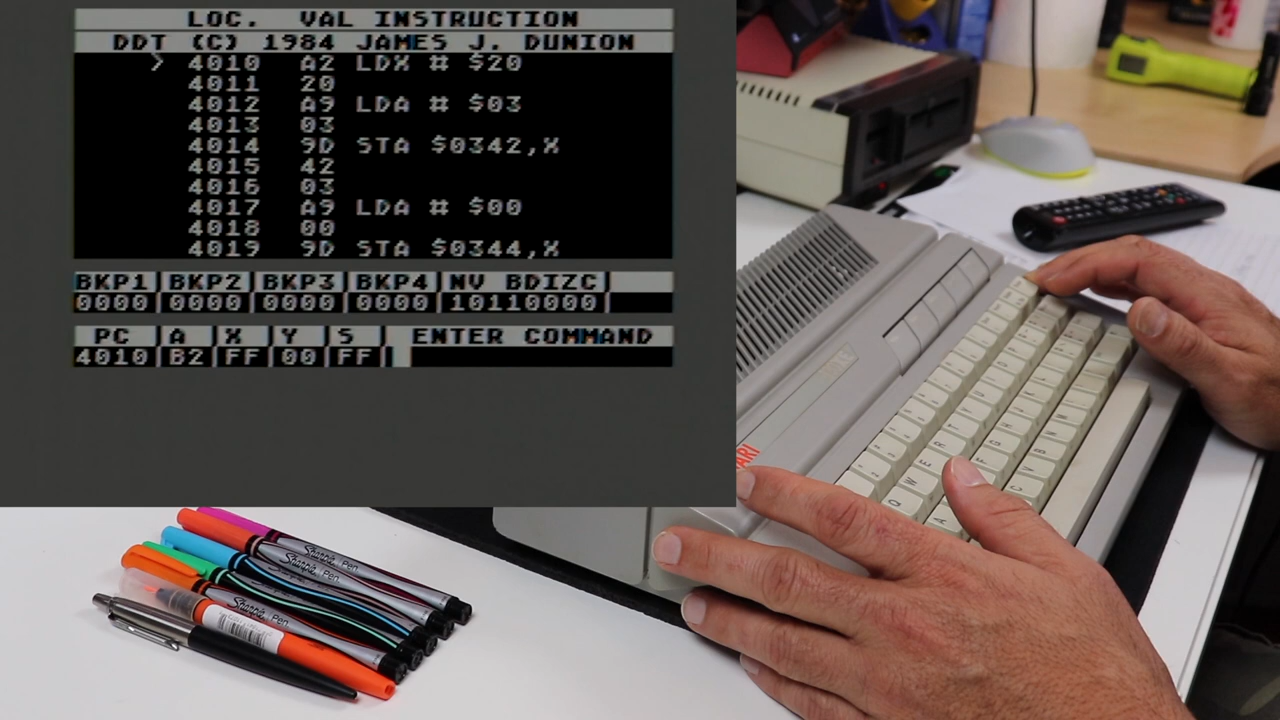 LOC. VAL INSTRUCTION
DDT (C) 1984 JAMES J. DUNION
> 4010 A2 LDX # $20
4011 20
4012 A9 LDA # $03
4013 03
4014 9D STA $0342,X
4015 42
4016 03
4017 A9 LDA # $00
4018 00
4019 9D STA $0344,X
BKP1 BKP2 BKP3 BKP4 NV BDIZC
0000 0000 0000 0000 10110000
PC A X Y S ENTER COMMAND
4010 B2 FF 00 FF
Sharpie Pen
Sharpie Pen
Sharpie Pen